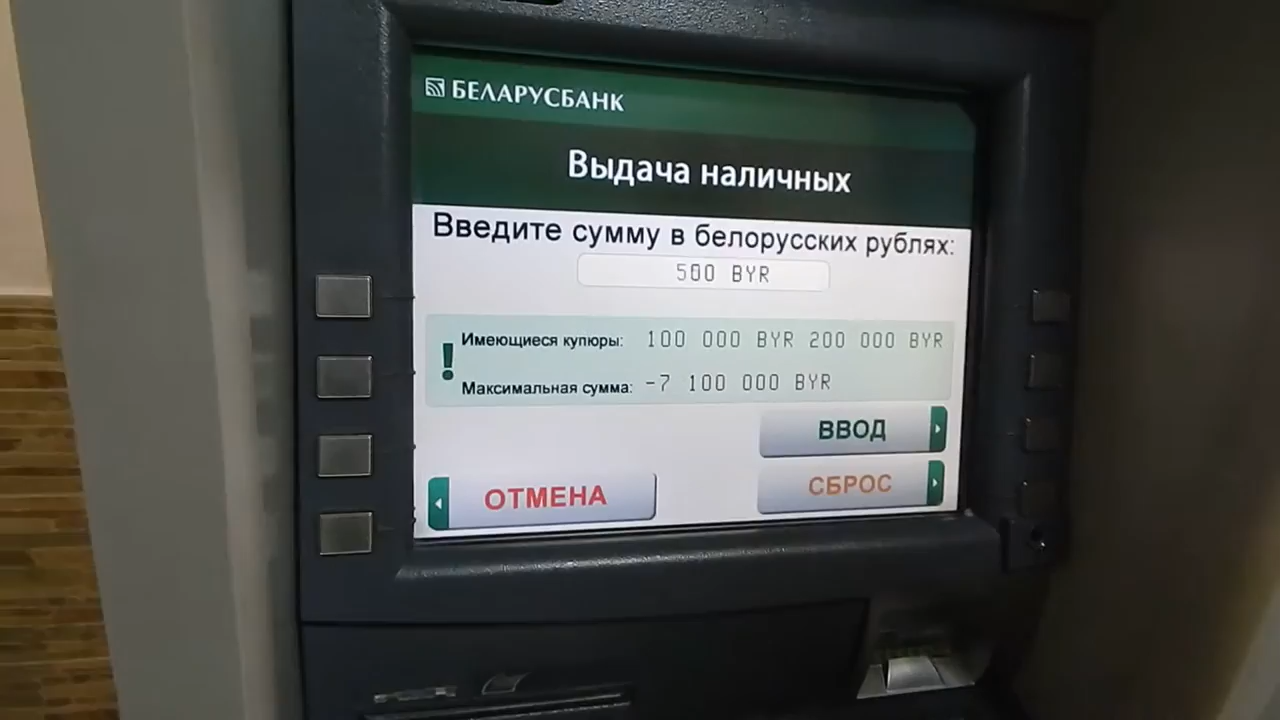 БЕЛАРУСБАНК
Выдача наличных
Введите сумму в белорусских рублях:
500 BYR
! Имеющиеся купюры: 100 000 BYR 200 000 BYR
Максимальная сумма: -7 100 000 BYR
ВВОД
ОТМЕНА
СБРОС